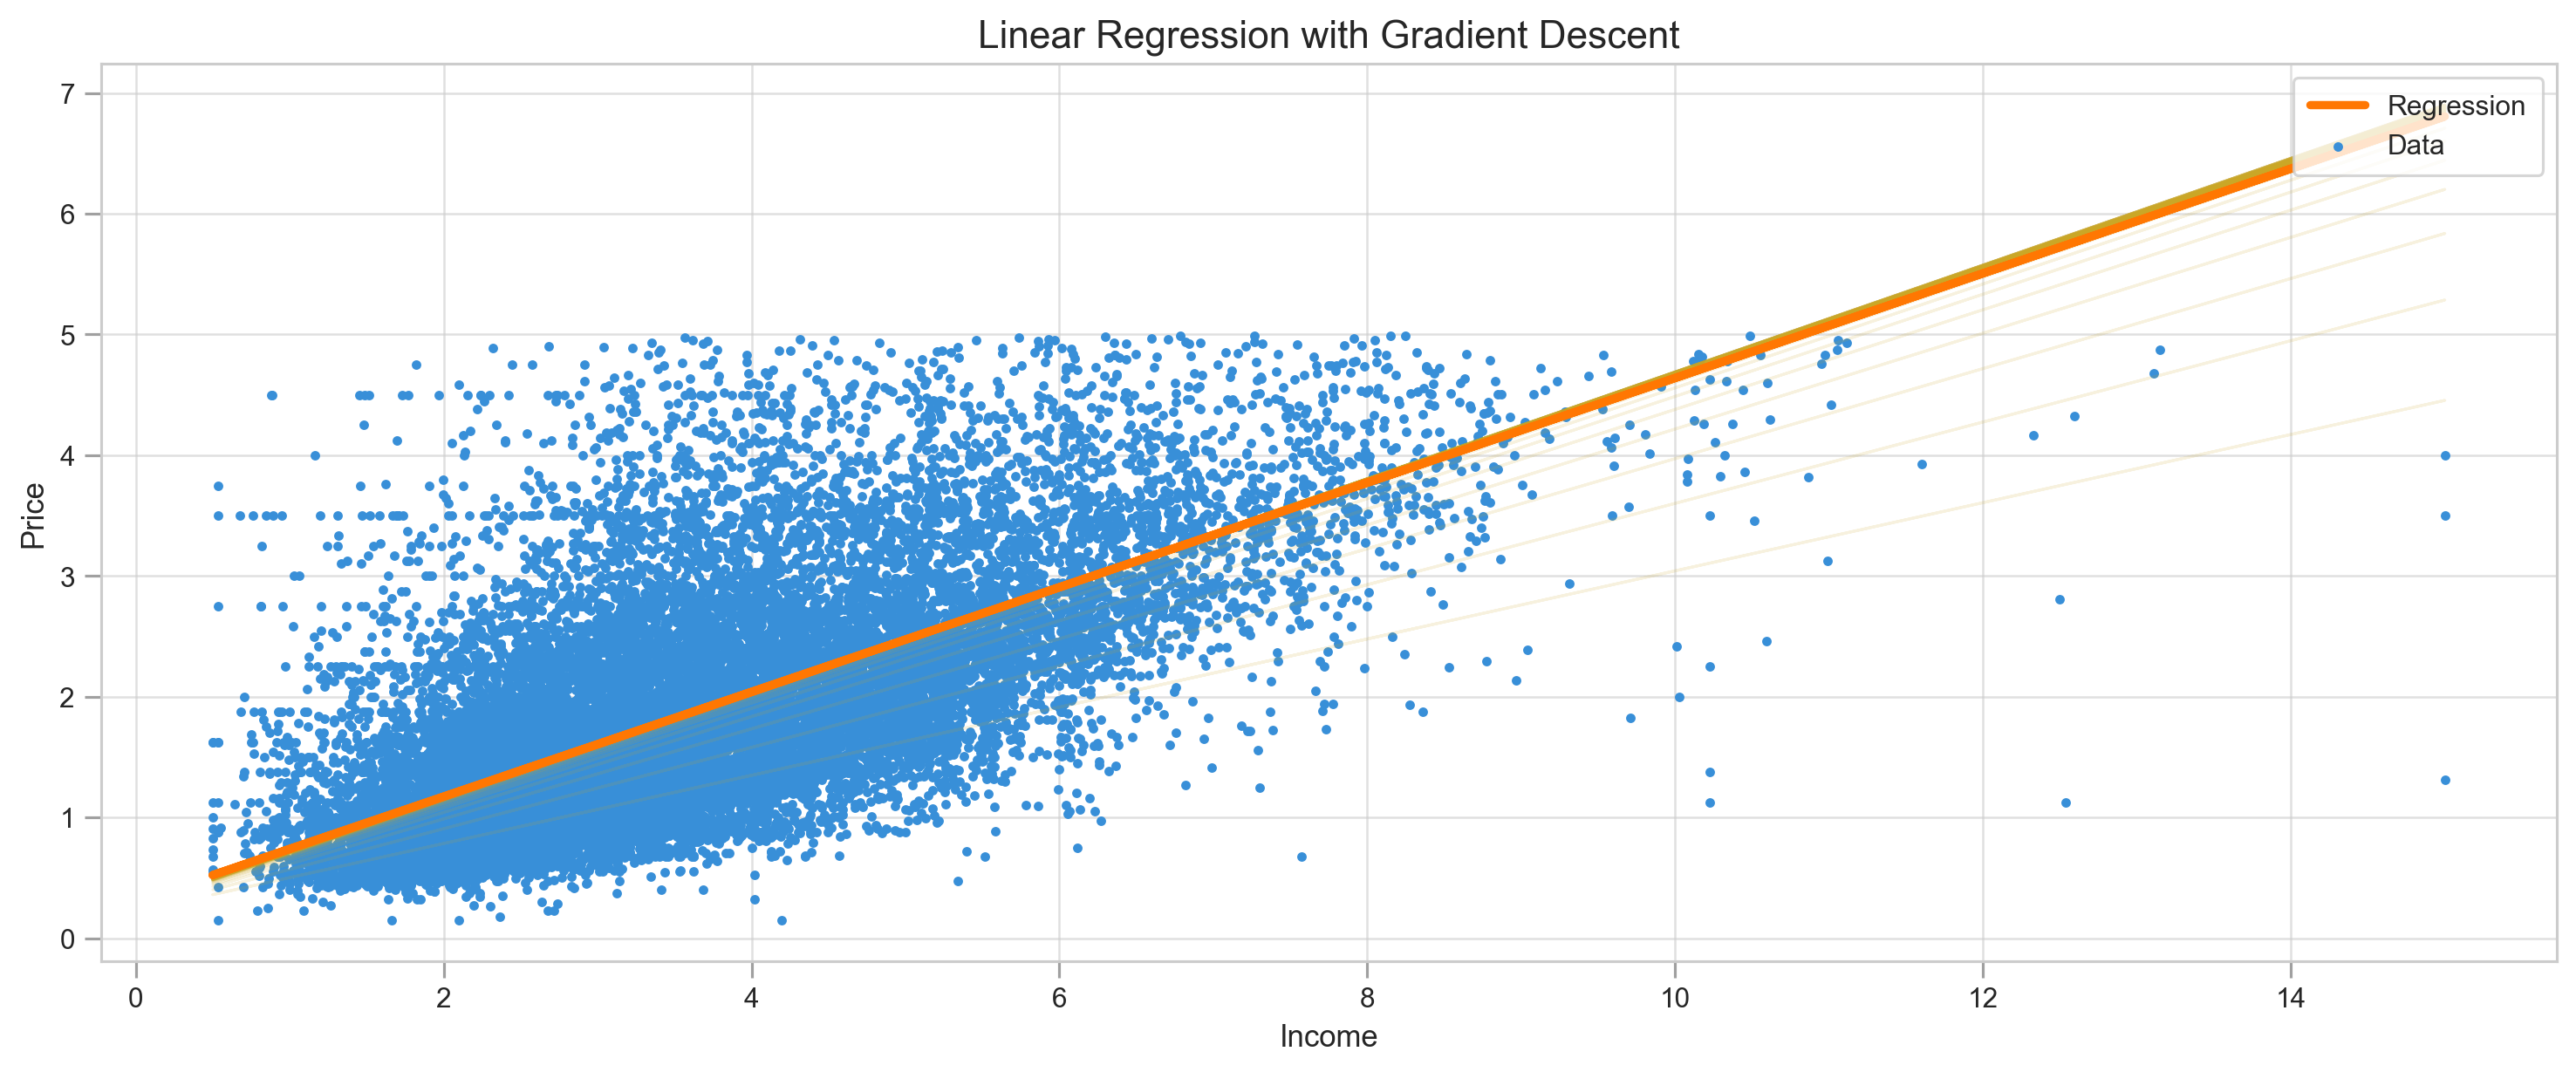 Linear Regression with Gradient Descent
Regression
Data
7
6
5
4
3
2
1
0
Price
0 2 4 6 8 10 12 14
Income